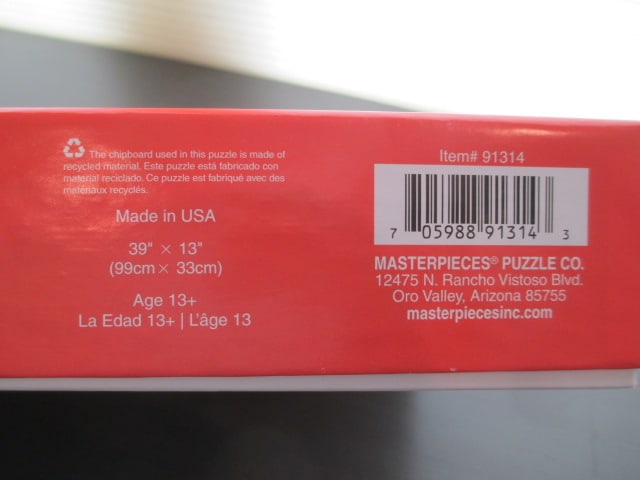 The chipboard used in this puzzle is made of
recycled material. Este puzzle está fabricado con
material reciclado. Ce puzzle est fabriqué avec des
matériaux recyclés.
Made in USA
39" × 13"
(99cm × 33cm)
Age 13+
La Edad 13+ | L'âge 13
Item# 91314
7 05988 91314 3
MASTERPIECES® PUZZLE CO.
12475 N. Rancho Vistoso Blvd.
Oro Valley, Arizona 85755
masterpiecesinc.com